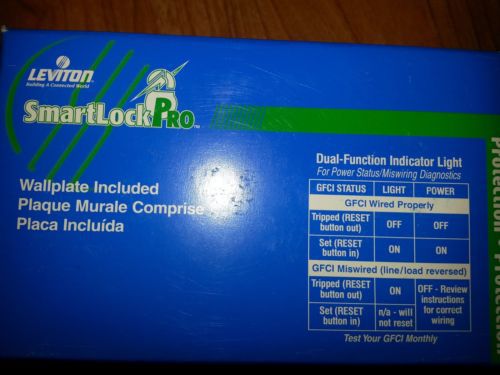 LEVITON
Building A Connected World
SmartLock PRO™
Wallplate Included
Plaque Murale Comprise
Placa Incluída
Dual-Function Indicator Light
For Power Status/Miswiring Diagnostics
GFCI STATUS LIGHT POWER
GFCI Wired Properly
Tripped (RESET button out) OFF OFF
Set (RESET button in) ON ON
GFCI Miswired (line/load reversed)
Tripped (RESET button out) ON OFF - Review instructions for correct wiring
Set (RESET button in) n/a - will not reset
Test Your GFCI Monthly